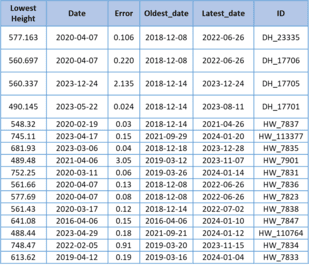 Lowest Height Date Error Oldest_date Latest_date ID
577.163 2020-04-07 0.106 2018-12-08 2022-06-26 DH_23335
560.697 2020-04-07 0.220 2018-12-08 2022-06-26 DH_17706
560.337 2023-12-24 2.135 2018-12-14 2023-12-24 DH_17705
490.145 2023-05-22 0.024 2018-12-14 2023-08-11 DH_17701
548.32 2020-02-19 0.03 2018-12-14 2021-04-26 HW_7837
745.11 2023-04-17 0.15 2021-09-29 2024-01-20 HW_113377
681.93 2023-03-06 0.04 2018-12-18 2023-12-28 HW_7835
489.48 2021-04-06 3.05 2019-03-12 2023-11-07 HW_7901
752.25 2020-03-11 0.06 2019-03-26 2024-01-14 HW_7831
561.66 2020-04-07 0.13 2018-12-08 2022-06-26 HW_7836
577.69 2020-04-07 0.08 2018-12-08 2022-06-26 HW_7823
561.43 2020-03-17 0.12 2018-12-14 2022-07-02 HW_7838
641.08 2016-04-06 0.15 2016-04-06 2024-01-10 HW_7847
488.44 2023-04-29 0.18 2021-09-21 2024-01-12 HW_110764
748.47 2022-02-05 0.91 2019-03-20 2023-11-15 HW_7834
613.62 2019-04-12 0.19 2019-03-16 2024-01-04 HW_7833